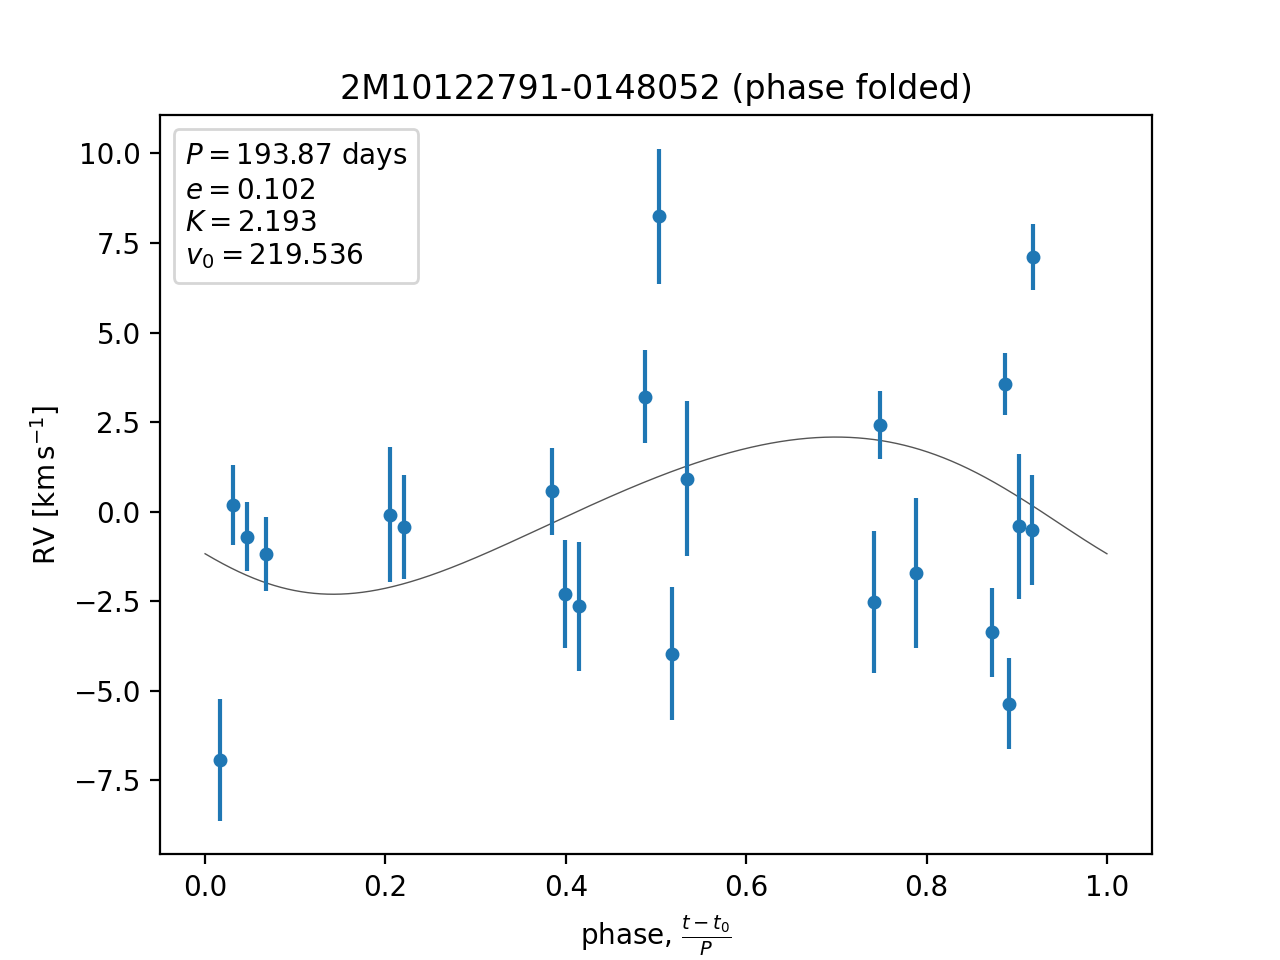 2M10122791-0148052 (phase folded)
P = 193.87 days
e = 0.102
K = 2.193
v₀ = 219.536
10.0
7.5
5.0
2.5
0.0
−2.5
−5.0
−7.5
RV [km s⁻¹]
0.0 0.2 0.4 0.6 0.8 1.0
phase, (t − t₀)/P